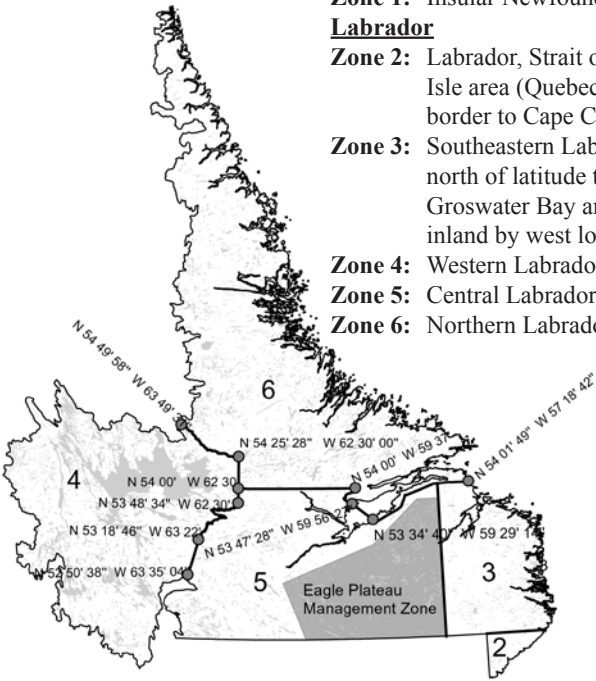 Zone 1: Insular Newfound
Labrador
Zone 2: Labrador, Strait o
Isle area (Quebec
border to Cape C
Zone 3: Southeastern Lab
north of latitude t
Groswater Bay an
inland by west lo
Zone 4: Western Labrado
Zone 5: Central Labrador
Zone 6: Northern Labrado
N 54 49' 58" W 63 49'
N 54 01' 49" W 57 18' 42"
6
N 54 25' 28" W 62 30' 00"
N 54 00' W 59 37'
4
N 54 00' W 62 30'
N 53 48' 34" W 62 30'
N 53 18' 46" W 63 22'
N 53 47' 28" W 59 56'
N 53 34' 40" W 59 29' 1
N 52 50' 38" W 63 35' 04"
5
3
Eagle Plateau
Management Zone
2